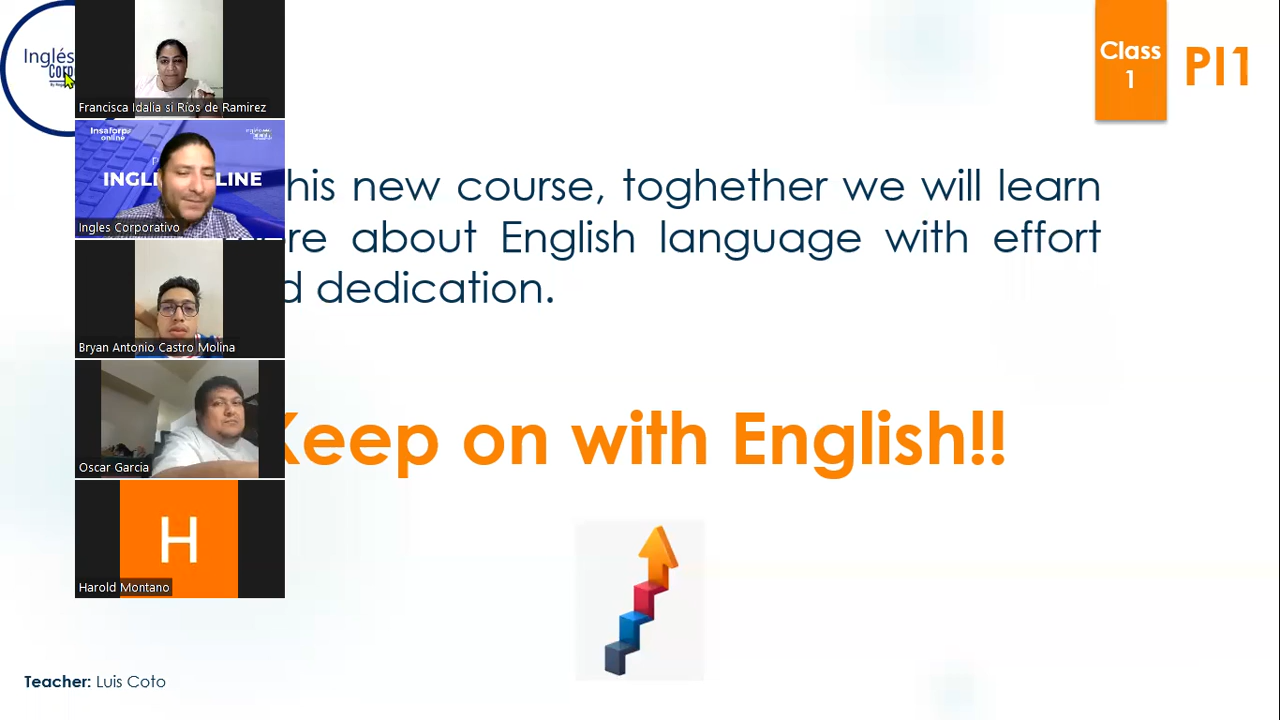 Inglés
Corpo
Class
1
PI1
Francisca Idalia si Ríos de Ramirez
Insaforp
online
INGL LINE
Ingles Corporativo
his new course, toghether we will learn
re about English language with effort
d dedication.
Bryan Antonio Castro Molina
Keep on with English!!
Oscar Garcia
H
Harold Montano
Teacher: Luis Coto